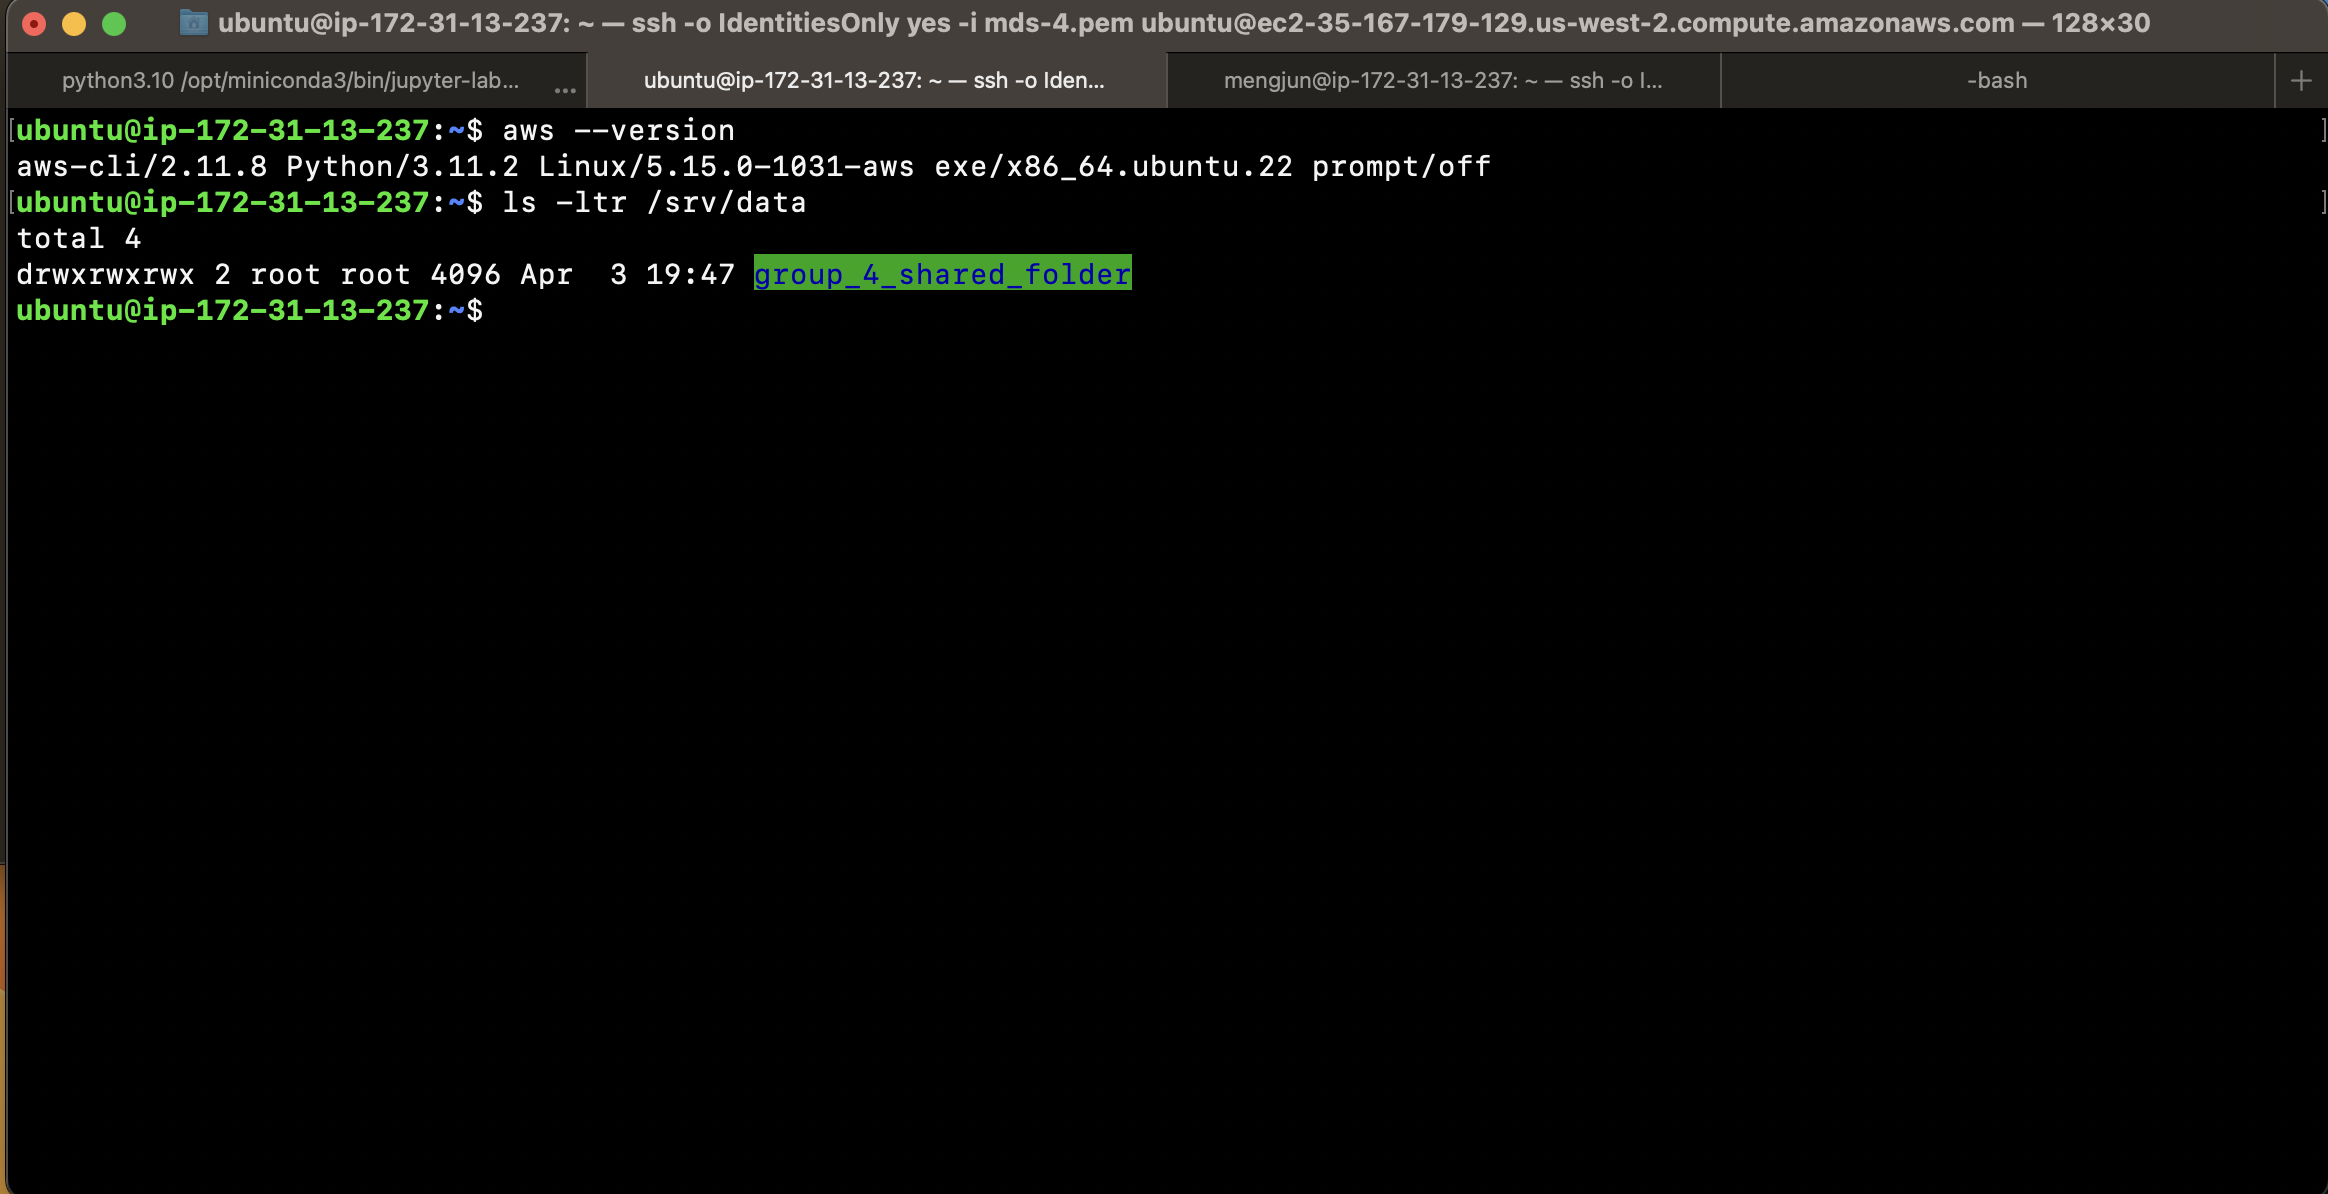 ubuntu@ip-172-31-13-237: ~ — ssh -o IdentitiesOnly yes -i mds-4.pem ubuntu@ec2-35-167-179-129.us-west-2.compute.amazonaws.com — 128×30
python3.10 /opt/miniconda3/bin/jupyter-lab... ... ubuntu@ip-172-31-13-237: ~ — ssh -o Iden... mengjun@ip-172-31-13-237: ~ — ssh -o I... -bash +
[ubuntu@ip-172-31-13-237:~$ aws --version ]
aws-cli/2.11.8 Python/3.11.2 Linux/5.15.0-1031-aws exe/x86_64.ubuntu.22 prompt/off
[ubuntu@ip-172-31-13-237:~$ ls -ltr /srv/data ]
total 4
drwxrwxrwx 2 root root 4096 Apr  3 19:47 group_4_shared_folder
ubuntu@ip-172-31-13-237:~$